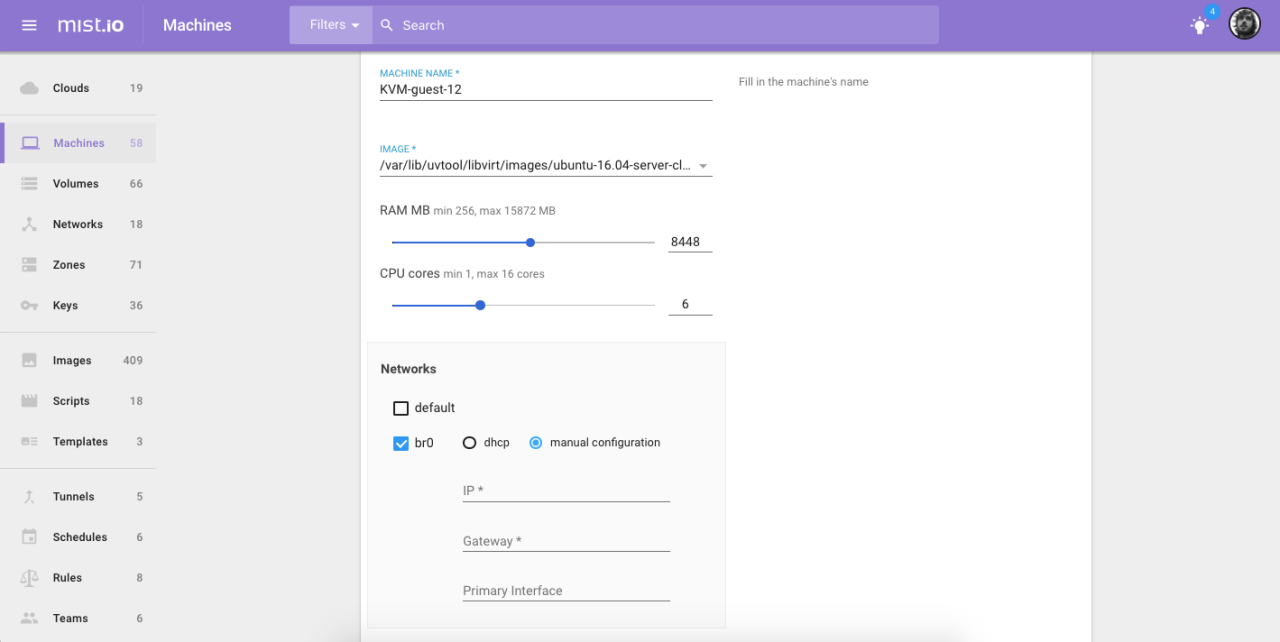 mist.io
Machines
Filters
Search
4
Clouds 19
Machines 58
Volumes 66
Networks 18
Zones 71
Keys 36
Images 409
Scripts 18
Templates 3
Tunnels 5
Schedules 6
Rules 8
Teams 6
MACHINE NAME *
KVM-guest-12
Fill in the machine's name
IMAGE *
/var/lib/uvtool/libvirt/images/ubuntu-16.04-server-cl...
RAM MB min 256, max 15872 MB
8448
CPU cores min 1, max 16 cores
6
Networks
default
br0 dhcp manual configuration
IP *
Gateway *
Primary Interface